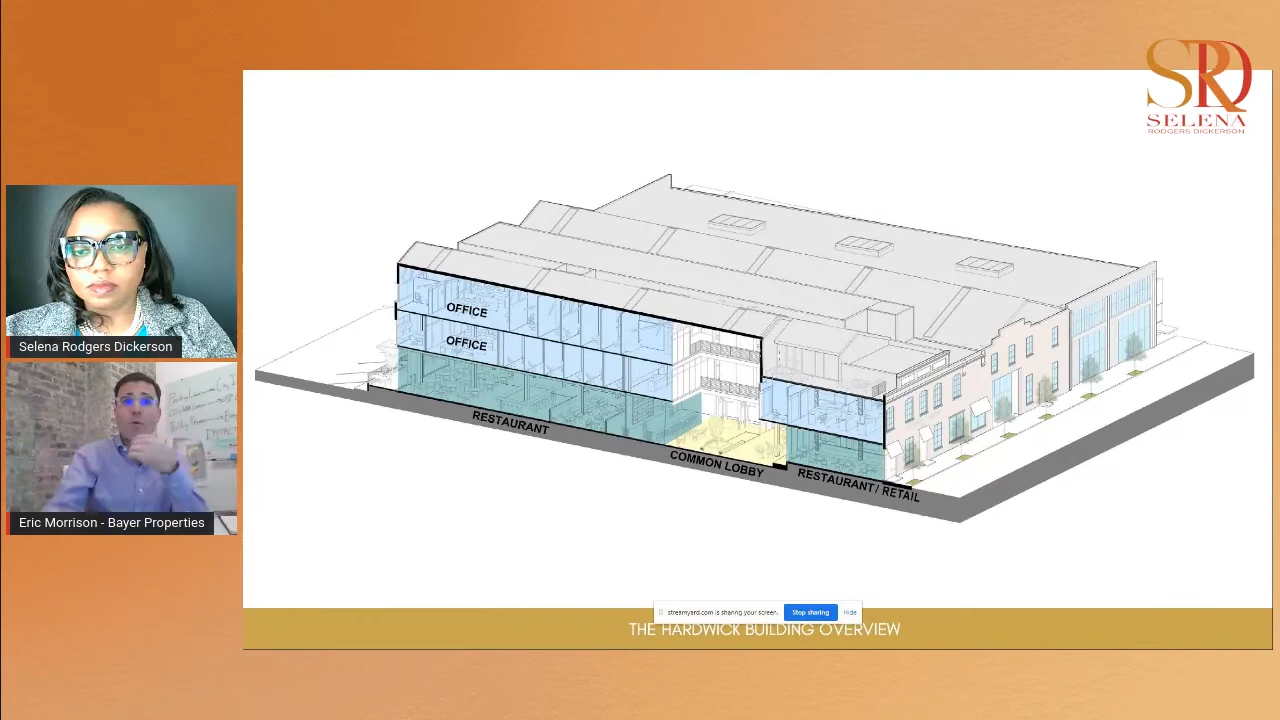 SRD
SELENA
RODGERS DICKERSON
OFFICE
OFFICE
RESTAURANT
COMMON LOBBY
RESTAURANT / RETAIL
Selena Rodgers Dickerson
Eric Morrison - Bayer Properties
streamyard.com is sharing your screen.
Stop sharing
Hide
THE HARDWICK BUILDING OVERVIEW